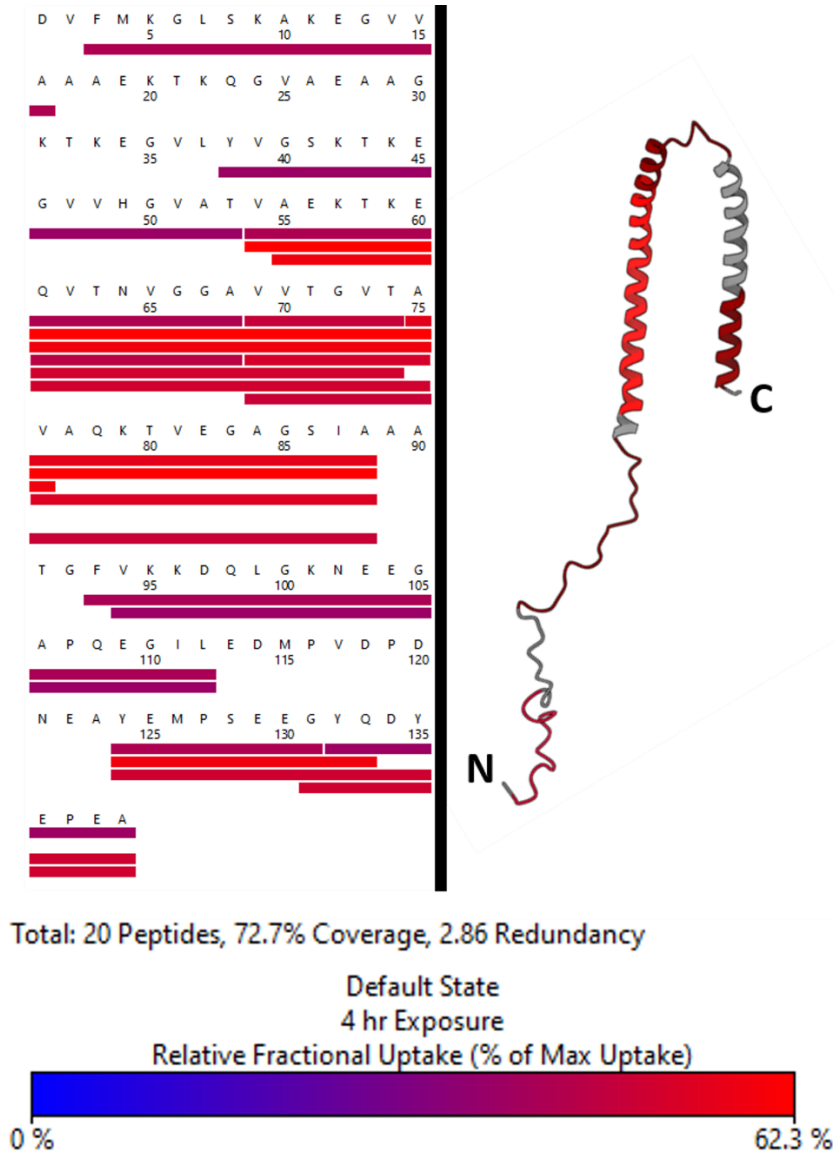 D V F M K G L S K A K E G V V
5 10 15
A A A E K T K Q G V A E A A G
20 25 30
K T K E G V L Y V G S K T K E
35 40 45
G V V H G V A T V A E K T K E
50 55 60
Q V T N V G G A V V T G V T A
65 70 75
V A Q K T V E G A G S I A A A
80 85 90
T G F V K K D Q L G K N E E G
95 100 105
A P Q E G I L E D M P V D P D
110 115 120
N E A Y E M P S E E G Y Q D Y
125 130 135
E P E A
N
C
Total: 20 Peptides, 72.7% Coverage, 2.86 Redundancy
Default State
4 hr Exposure
Relative Fractional Uptake (% of Max Uptake)
0 % 62.3 %